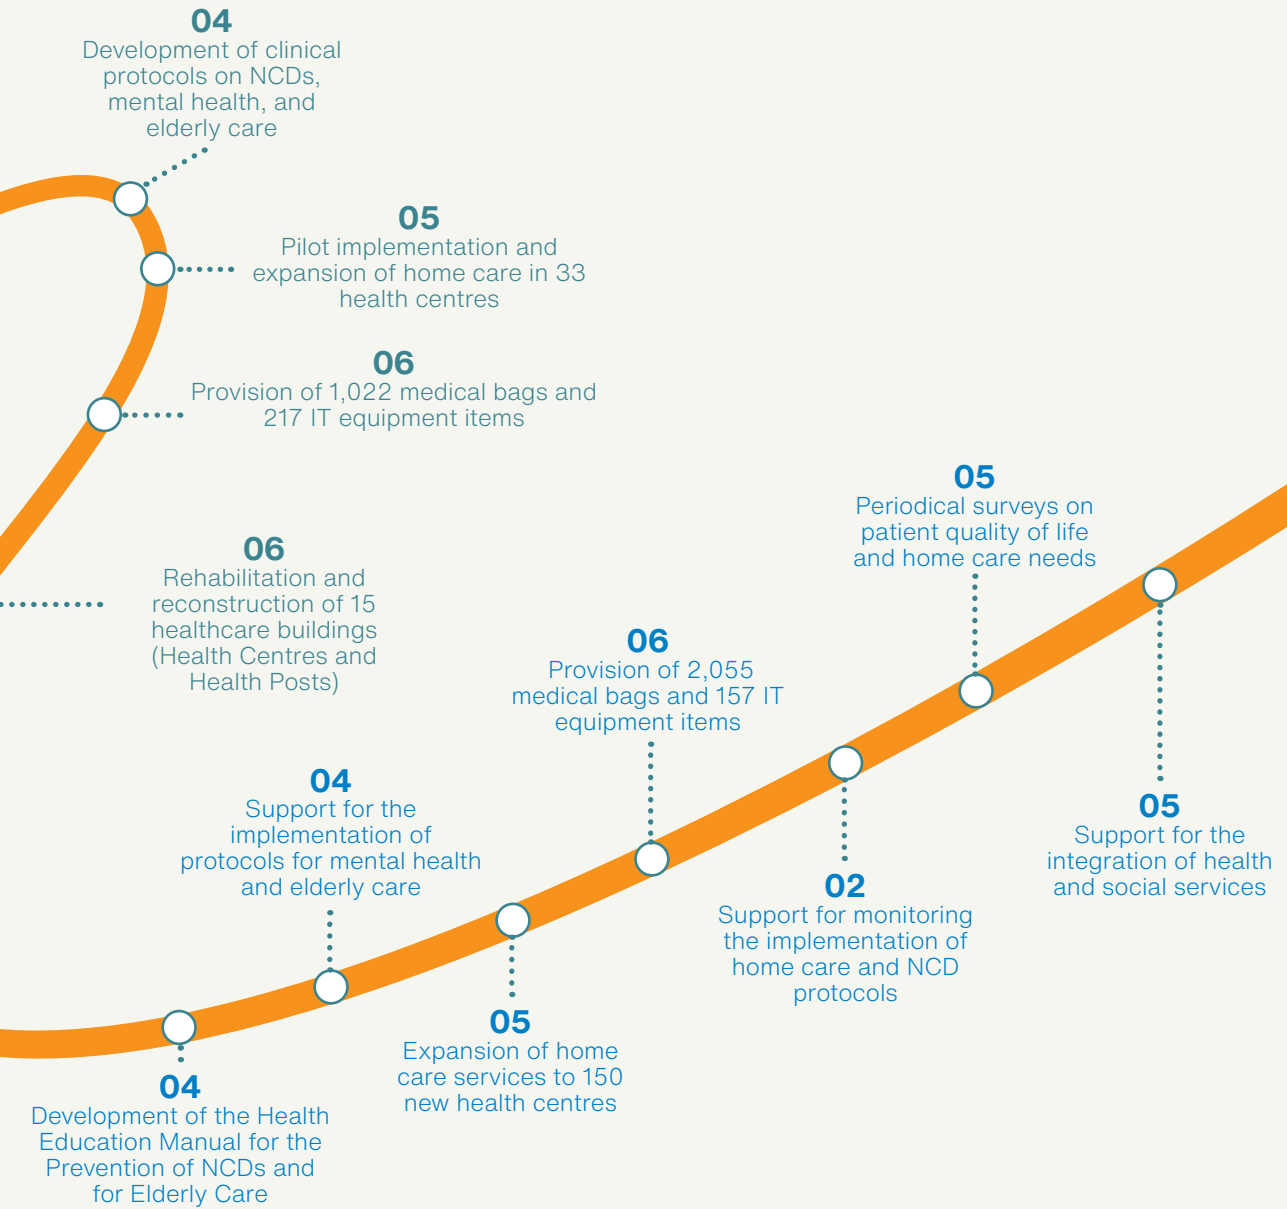 04
Development of clinical
protocols on NCDs,
mental health, and
elderly care
05
Pilot implementation and
expansion of home care in 33
health centres
06
Provision of 1,022 medical bags and
217 IT equipment items
06
Rehabilitation and
reconstruction of 15
healthcare buildings
(Health Centres and
Health Posts)
04
Development of the Health
Education Manual for the
Prevention of NCDs and
for Elderly Care
04
Support for the
implementation of
protocols for mental health
and elderly care
05
Expansion of home
care services to 150
new health centres
06
Provision of 2,055
medical bags and 157 IT
equipment items
02
Support for monitoring
the implementation of
home care and NCD
protocols
05
Periodical surveys on
patient quality of life
and home care needs
05
Support for the
integration of health
and social services